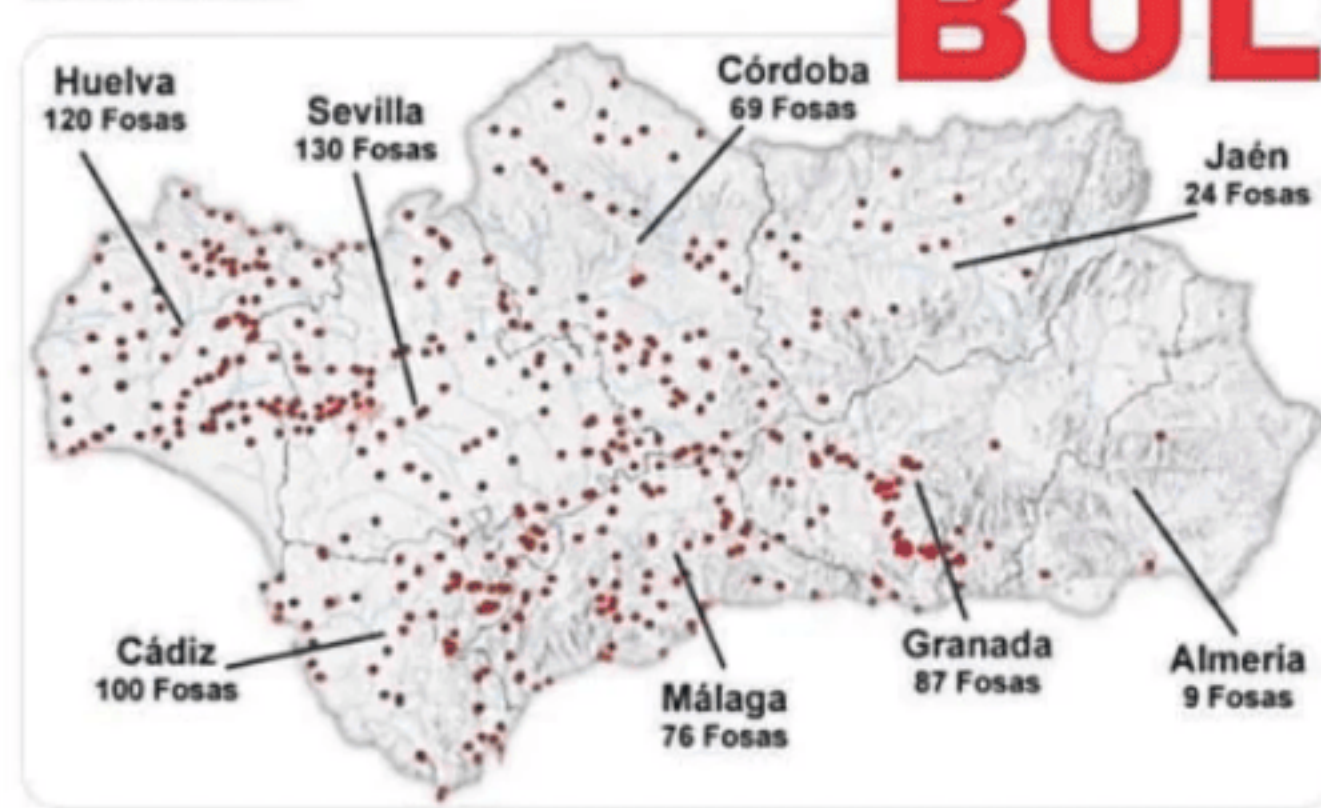 BUL
Huelva
120 Fosas
Sevilla
130 Fosas
Córdoba
69 Fosas
Jaén
24 Fosas
Cádiz
100 Fosas
Málaga
76 Fosas
Granada
87 Fosas
Almería
9 Fosas